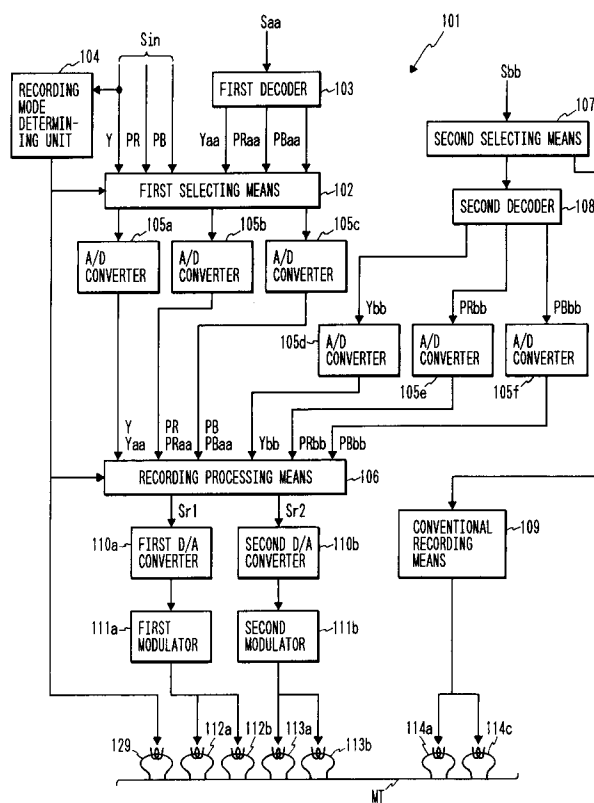 Saa
101
104
Sin
Sbb
107
RECORDING
MODE
DETERMIN-
ING UNIT
FIRST DECODER
103
SECOND SELECTING MEANS
Y
PR
PB
Yaa
PRaa
PBaa
FIRST SELECTING MEANS
102
SECOND DECODER
108
105a
105b
105c
A/D
CONVERTER
A/D
CONVERTER
A/D
CONVERTER
Ybb
PRbb
PBbb
105d
A/D
CONVERTER
A/D
CONVERTER
A/D
CONVERTER
105e
105f
Y
Yaa
PR
PRaa
PB
PBaa
Ybb
PRbb
PBbb
RECORDING PROCESSING MEANS
106
Sr1
Sr2
110a
FIRST D/A
CONVERTER
SECOND D/A
CONVERTER
110b
CONVENTIONAL
RECORDING
MEANS
109
111a
FIRST
MODULATOR
SECOND
MODULATOR
111b
129
112a
112b
113a
113b
114a
114c
MT